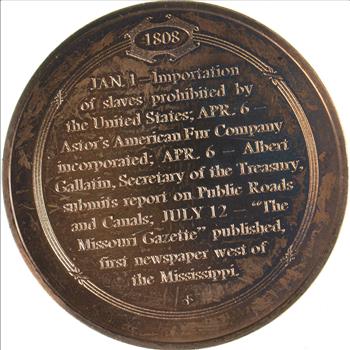 1808
JAN. 1—Importation
of slaves prohibited by
the United States; APR. 6—
Astor's American Fur Company
incorporated; APR. 6 — Albert
Gallatin, Secretary of the Treasury,
submits report on Public Roads
and Canals; JULY 12 — "The
Missouri Gazette" published,
first newspaper west of
the Mississippi.